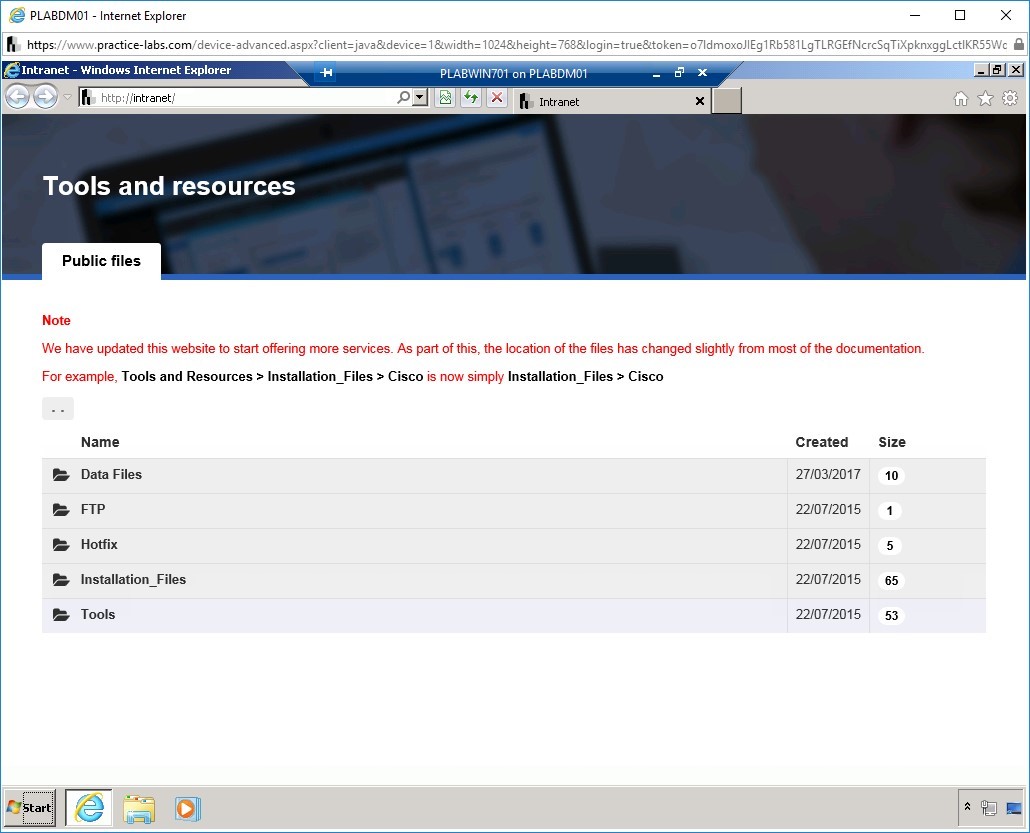 PLABDM01 - Internet Explorer
https://www.practice-labs.com/device-advanced.aspx?client=java&device=1&width=1024&height=768&login=true&token=
Intranet - Windows Internet Explorer
PLABWIN701 on PLABDM01
http://intranet/
Intranet
Tools and resources
Public files
Note
We have updated this website to start offering more services. As part of this, the location of the files has changed slightly from most of the documentation.
For example, Tools and Resources > Installation_Files > Cisco is now simply Installation_Files > Cisco
. .
Name Created Size
Data Files 27/03/2017 10
FTP 22/07/2015 1
Hotfix 22/07/2015 5
Installation_Files 22/07/2015 65
Tools 22/07/2015 53
Start